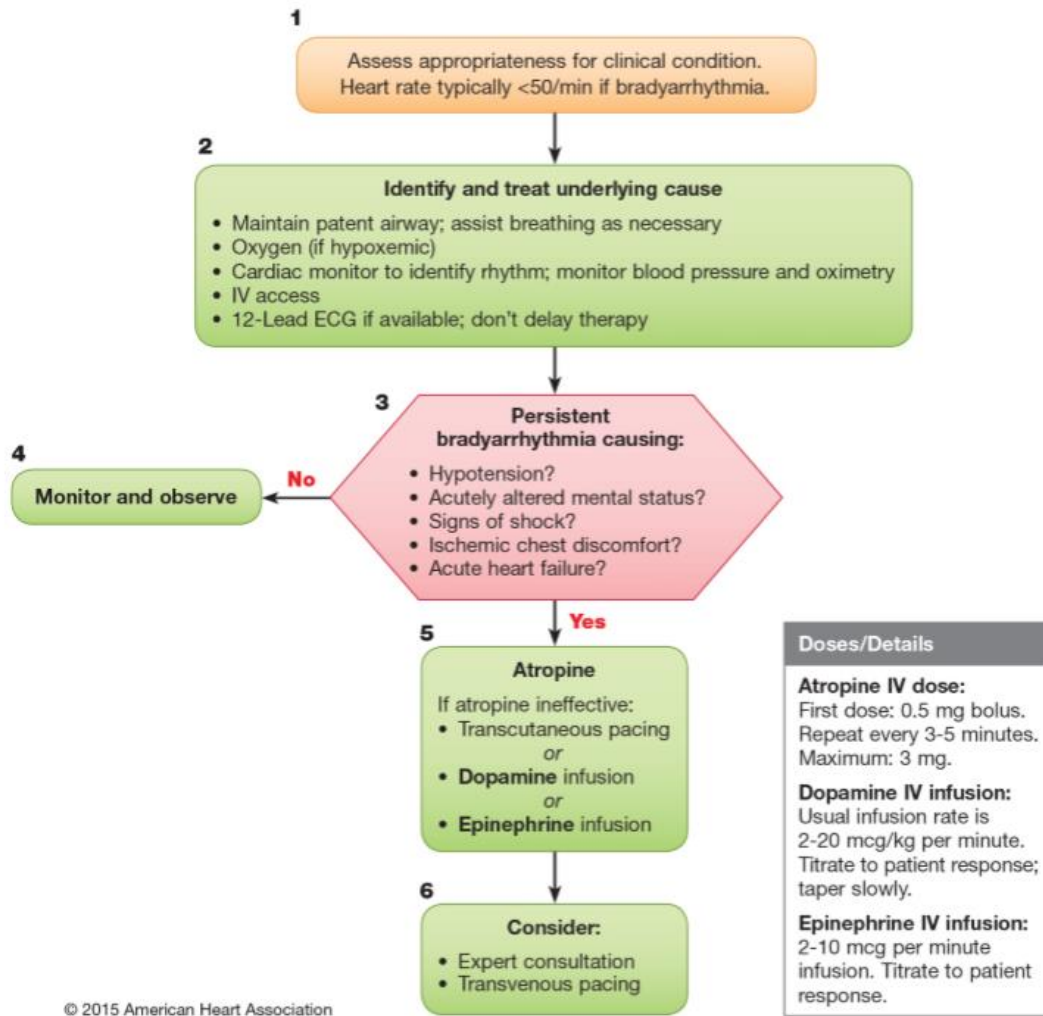 1
Assess appropriateness for clinical condition.
Heart rate typically <50/min if bradyarrhythmia.
2
Identify and treat underlying cause
• Maintain patent airway; assist breathing as necessary
• Oxygen (if hypoxemic)
• Cardiac monitor to identify rhythm; monitor blood pressure and oximetry
• IV access
• 12-Lead ECG if available; don't delay therapy
3
Persistent
bradyarrhythmia causing:
• Hypotension?
• Acutely altered mental status?
• Signs of shock?
• Ischemic chest discomfort?
• Acute heart failure?
No
4
Monitor and observe
Yes
5
Atropine
If atropine ineffective:
• Transcutaneous pacing
or
• Dopamine infusion
or
• Epinephrine infusion
6
Consider:
• Expert consultation
• Transvenous pacing
Doses/Details
Atropine IV dose:
First dose: 0.5 mg bolus.
Repeat every 3-5 minutes.
Maximum: 3 mg.
Dopamine IV infusion:
Usual infusion rate is
2-20 mcg/kg per minute.
Titrate to patient response;
taper slowly.
Epinephrine IV infusion:
2-10 mcg per minute
infusion. Titrate to patient
response.
© 2015 American Heart Association